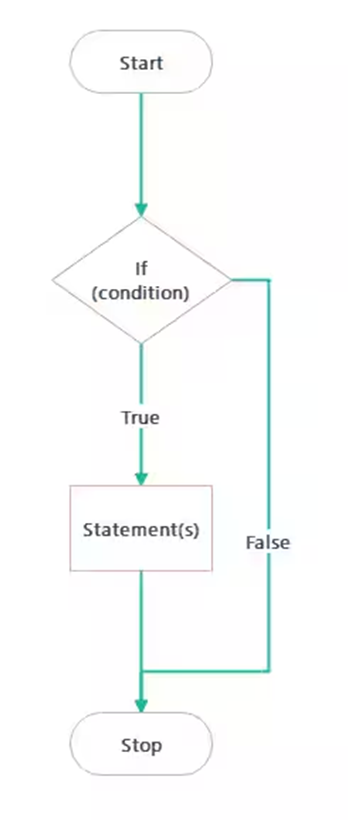 Start
If
(condition)
True
Statement(s)
False
Stop